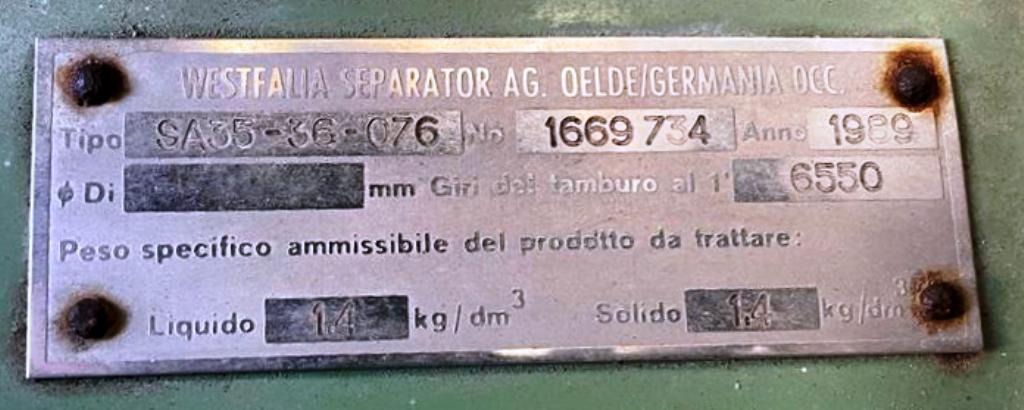 WESTFALIA SEPARATOR AG. OELDE/GERMANIA OCC.
Tipo SA35-36-076 No 1669 734 Anno 1989
ϕ Di mm Giri del tamburo al 1' 6550
Peso specifico ammissibile del prodotto da trattare:
Liquido 1.4 kg/dm³ Solido 1.4 kg/dm³